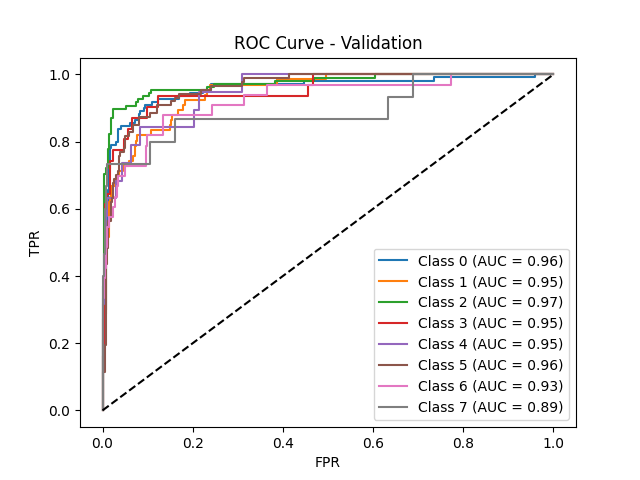 ROC Curve - Validation
1.0
0.8
0.6
0.4
0.2
0.0
TPR
0.0 0.2 0.4 0.6 0.8 1.0
FPR
Class 0 (AUC = 0.96)
Class 1 (AUC = 0.95)
Class 2 (AUC = 0.97)
Class 3 (AUC = 0.95)
Class 4 (AUC = 0.95)
Class 5 (AUC = 0.96)
Class 6 (AUC = 0.93)
Class 7 (AUC = 0.89)